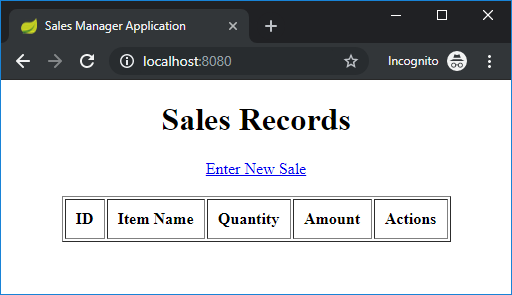 Sales Manager Application
localhost:8080
Incognito
Sales Records
Enter New Sale
ID Item Name Quantity Amount Actions